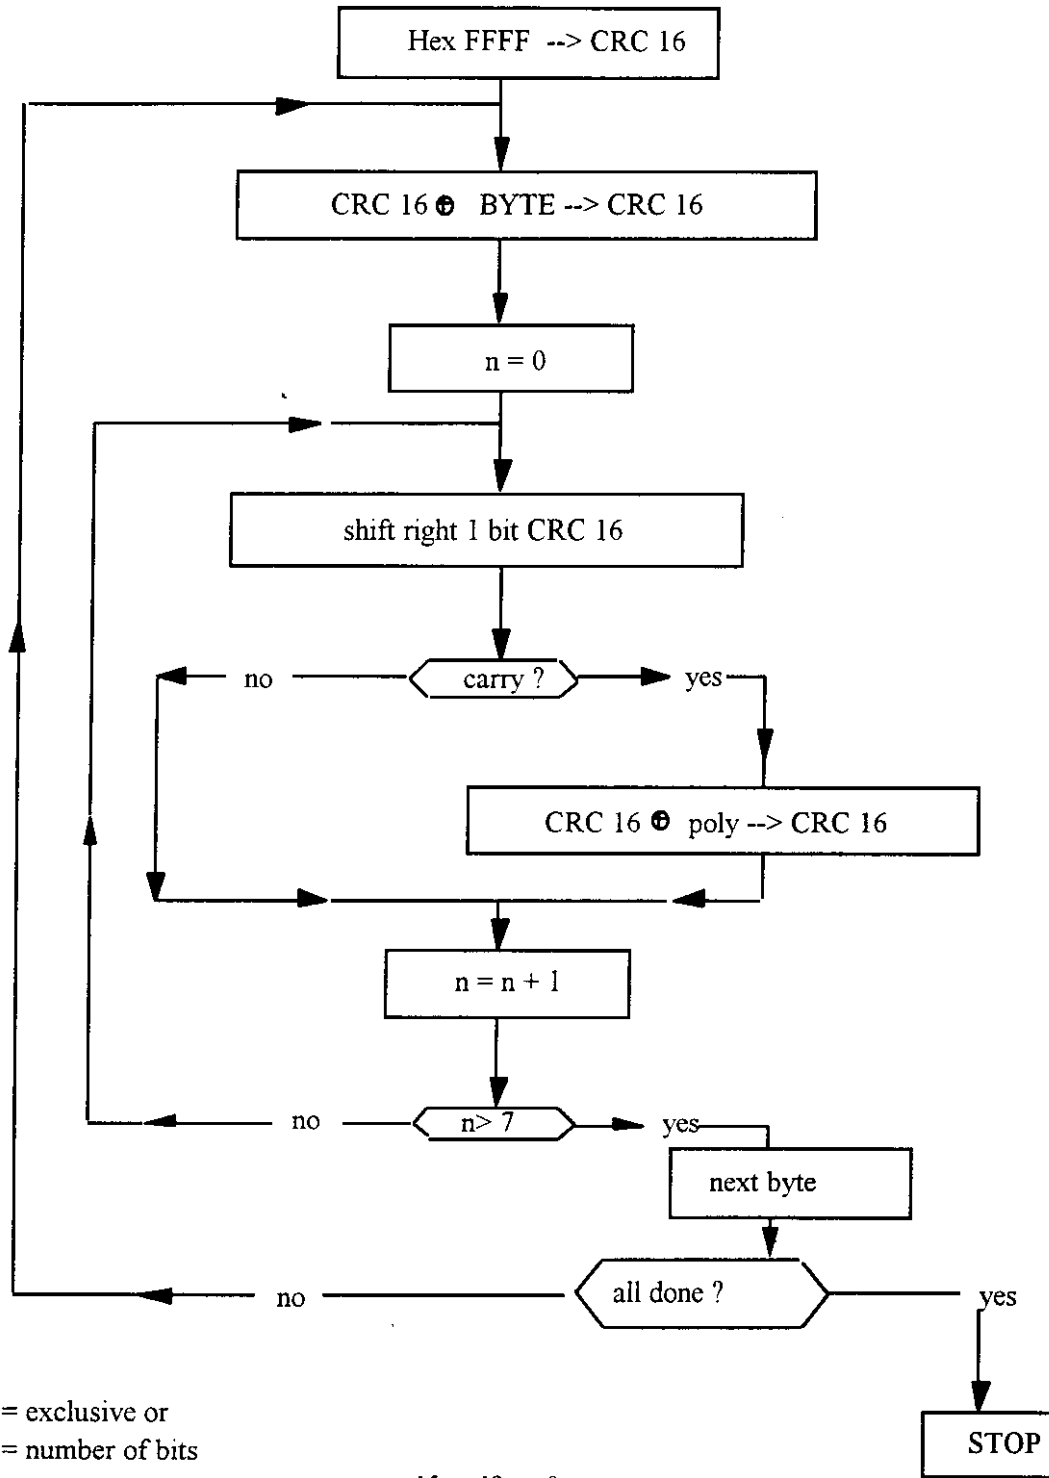 Hex FFFF --> CRC 16
CRC 16 ⊕ BYTE --> CRC 16
n = 0
shift right 1 bit CRC 16
no
carry ?
yes
CRC 16 ⊕ poly --> CRC 16
n = n + 1
no
n> 7
yes
next byte
no
all done ?
yes
= exclusive or
= number of bits
STOP